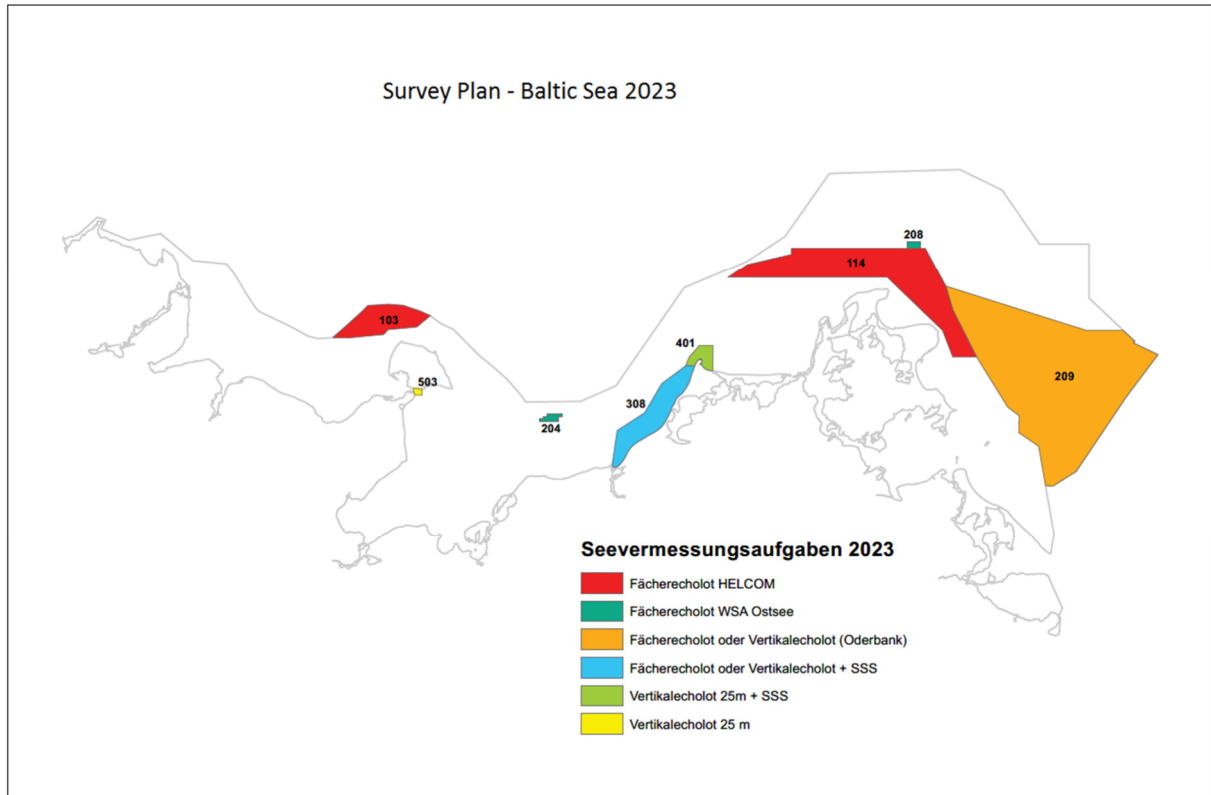 Survey Plan - Baltic Sea 2023
208
114
103
401
209
503
308
204
Seevermessungsaufgaben 2023
Fächerecholot HELCOM
Fächerecholot WSA Ostsee
Fächerecholot oder Vertikalecholot (Oderbank)
Fächerecholot oder Vertikalecholot + SSS
Vertikalecholot 25m + SSS
Vertikalecholot 25 m